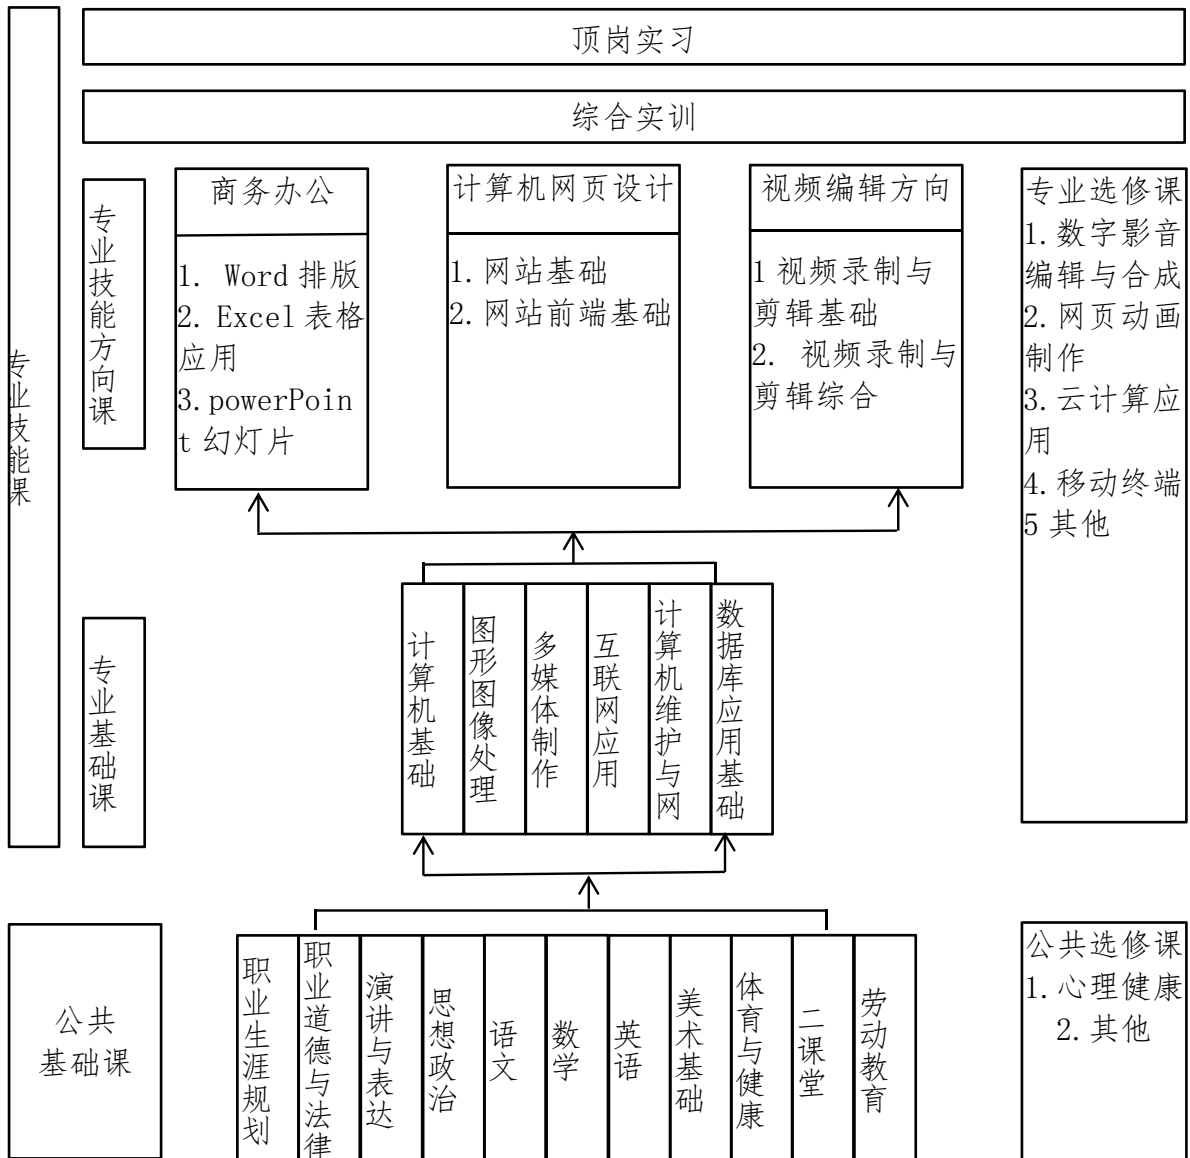 顶岗实习
综合实训
专业技能课
专业技能方向课
商务办公
1. Word 排版
2. Excel 表格
应用
3.powerPoin
t 幻灯片
计算机网页设计
1.网站基础
2.网站前端基础
视频编辑方向
1 视频录制与
剪辑基础
2. 视频录制与
剪辑综合
专业选修课
1.数字影音
编辑与合成
2.网页动画
制作
3.云计算应
用
4.移动终端
5 其他
专业基础课
计算机基础
图形图像处理
多媒体制作
互联网应用
计算机维护与网
数据库应用基础
公共
基础课
职业生涯规划
职业道德与法律
演讲与表达
思想政治
语文
数学
英语
美术基础
体育与健康
二课堂
劳动教育
公共选修课
1.心理健康
2.其他